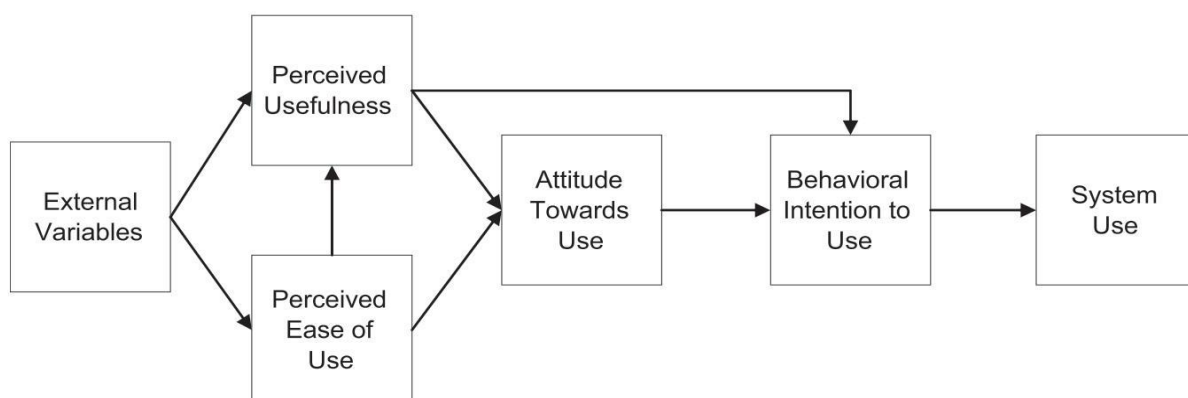 Perceived
Usefulness
External
Variables
Perceived
Ease of
Use
Attitude
Towards
Use
Behavioral
Intention to
Use
System
Use